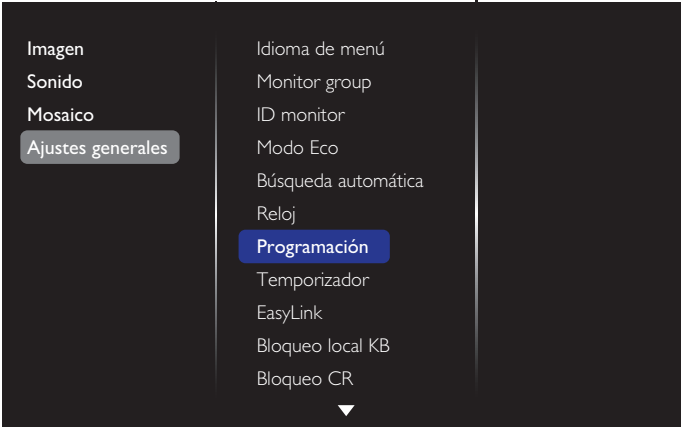 Imagen
Sonido
Mosaico
Ajustes generales
Idioma de menú
Monitor group
ID monitor
Modo Eco
Búsqueda automática
Reloj
Programación
Temporizador
EasyLink
Bloqueo local KB
Bloqueo CR